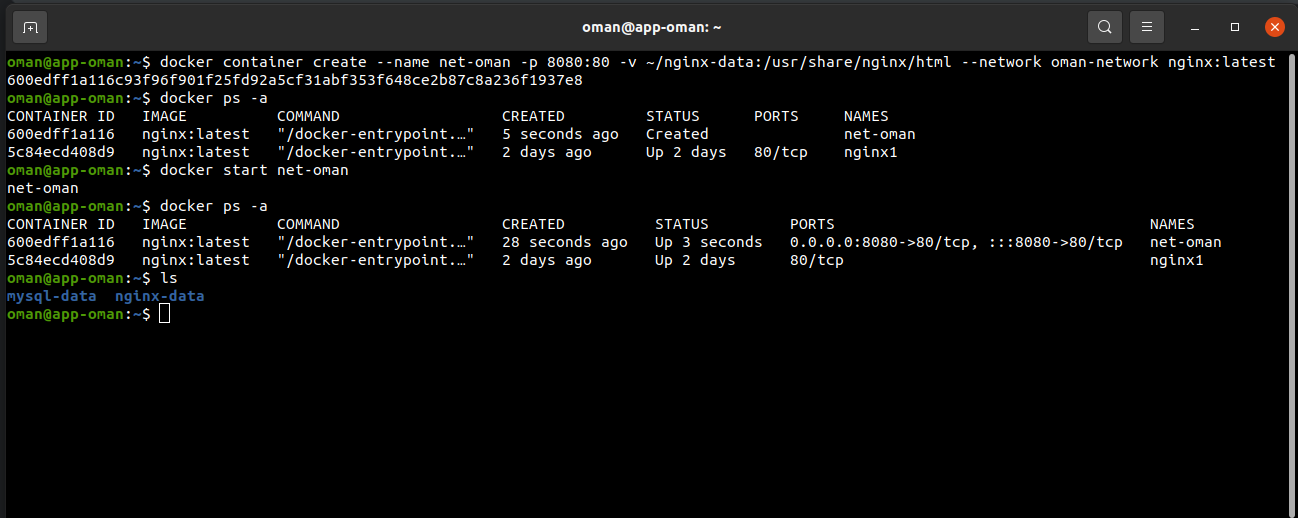 oman@app-oman: ~
oman@app-oman:~$ docker container create --name net-oman -p 8080:80 -v ~/nginx-data:/usr/share/nginx/html --network oman-network nginx:latest
600edff1a116c93f96f901f25fd92a5cf31abf353f648ce2b87c8a236f1937e8
oman@app-oman:~$ docker ps -a
CONTAINER ID   IMAGE          COMMAND                  CREATED         STATUS      PORTS     NAMES
600edff1a116   nginx:latest   "/docker-entrypoint.…"   5 seconds ago   Created               net-oman
5c84ecd408d9   nginx:latest   "/docker-entrypoint.…"   2 days ago      Up 2 days   80/tcp    nginx1
oman@app-oman:~$ docker start net-oman
net-oman
oman@app-oman:~$ docker ps -a
CONTAINER ID   IMAGE          COMMAND                  CREATED          STATUS         PORTS                                   NAMES
600edff1a116   nginx:latest   "/docker-entrypoint.…"   28 seconds ago   Up 3 seconds   0.0.0.0:8080->80/tcp, :::8080->80/tcp   net-oman
5c84ecd408d9   nginx:latest   "/docker-entrypoint.…"   2 days ago       Up 2 days      80/tcp                                  nginx1
oman@app-oman:~$ ls
mysql-data  nginx-data
oman@app-oman:~$